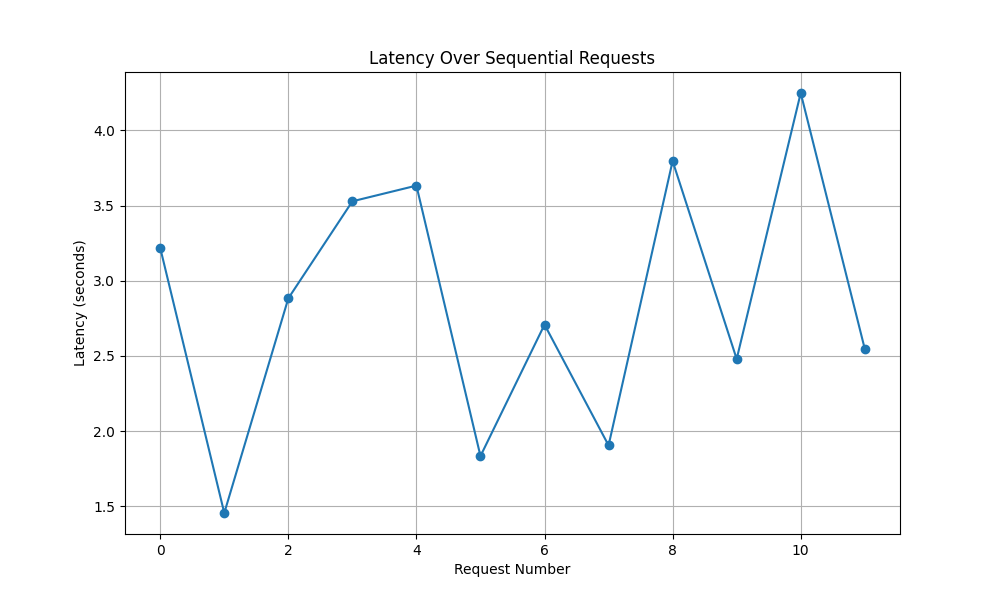 Latency Over Sequential Requests
4.0
3.5
3.0
2.5
2.0
1.5
Latency (seconds)
0 2 4 6 8 10
Request Number